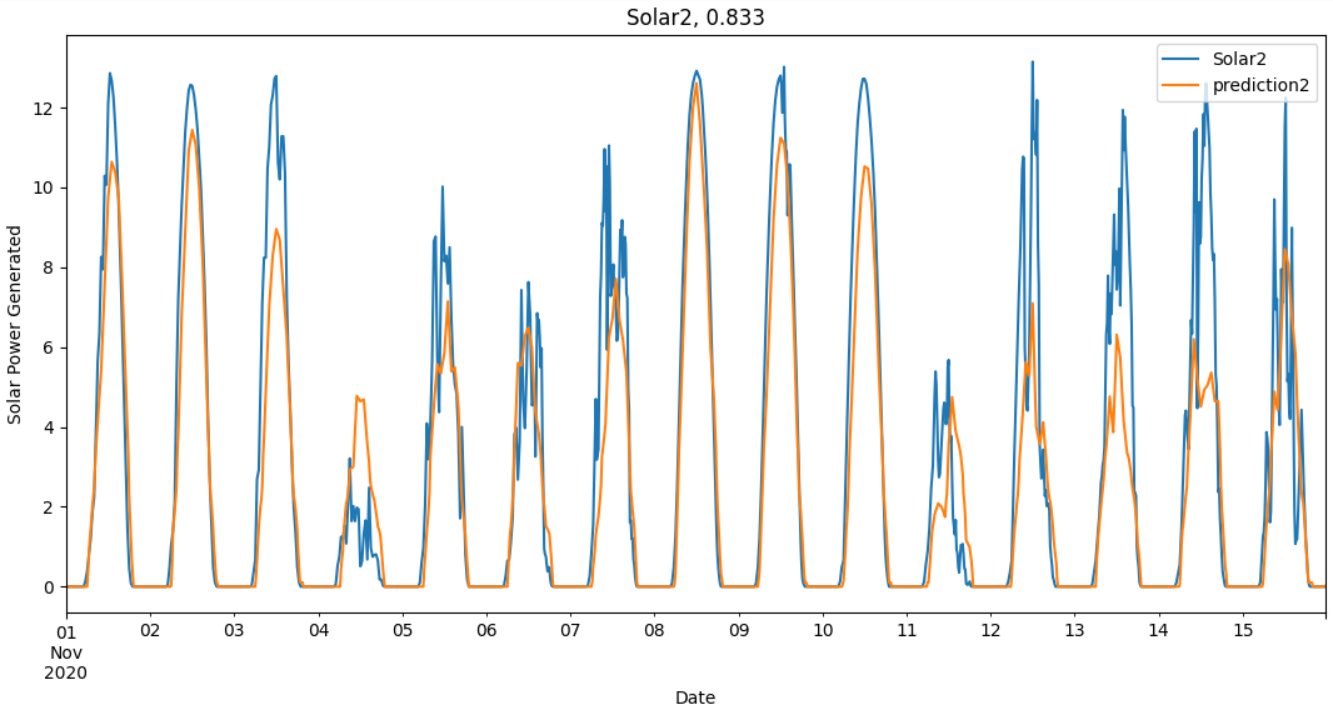 Solar2, 0.833
Solar2
prediction2
Solar Power Generated
12
10
8
6
4
2
0
01 02 03 04 05 06 07 08 09 10 11 12 13 14 15
Nov
2020
Date